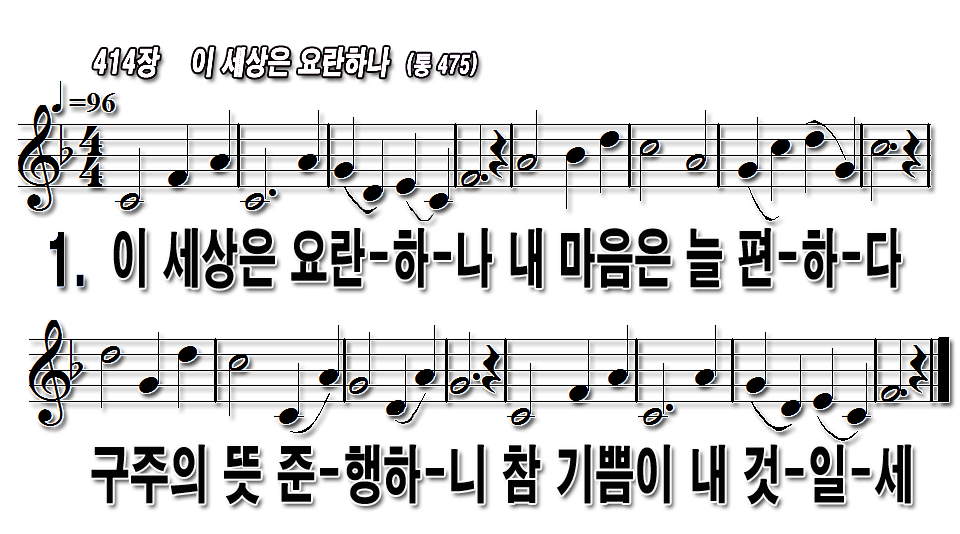 414장 이 세상은 요란하나 (통 475)
♩=96
4
4
1. 이 세상은 요란-하-나 내 마음은 늘 편-하-다
구주의 뜻 준-행하-니 참 기쁨이 내 것-일-세